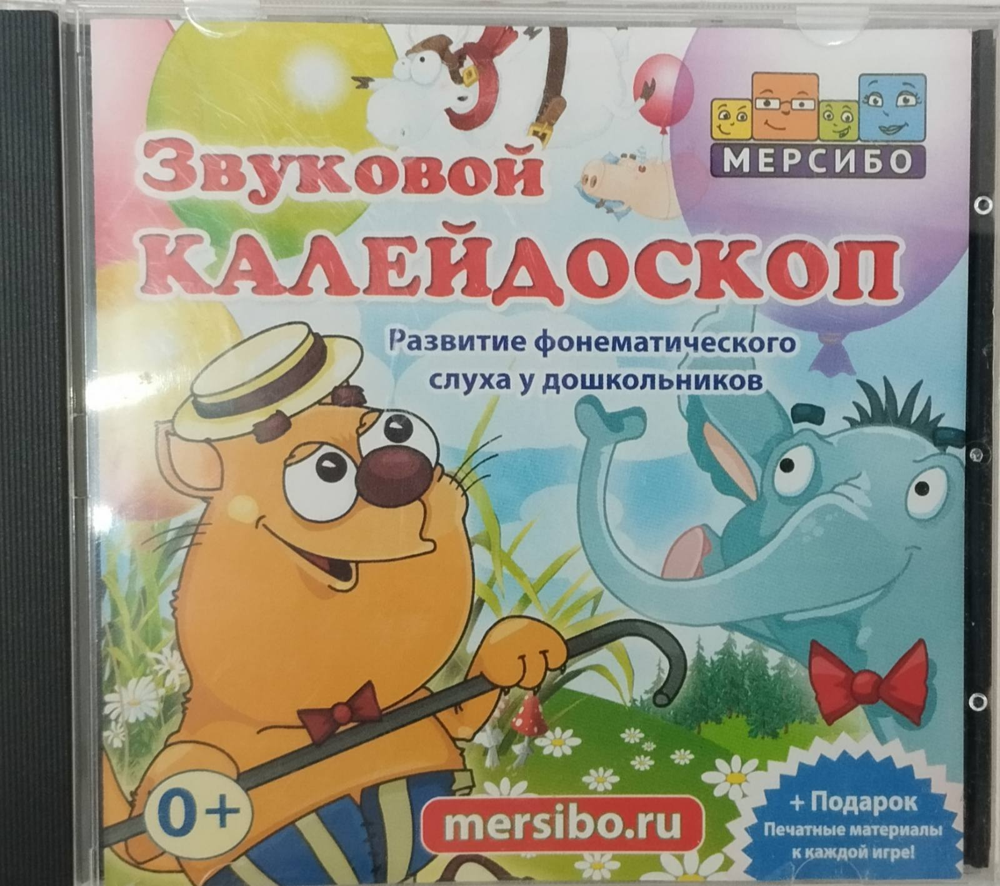 МЕРСИБО
Звуковой
КАЛЕЙДОСКОП
Развитие фонематического
слуха у дошкольников
0+
mersibo.ru
+ Подарок
Печатные материалы
к каждой игре!